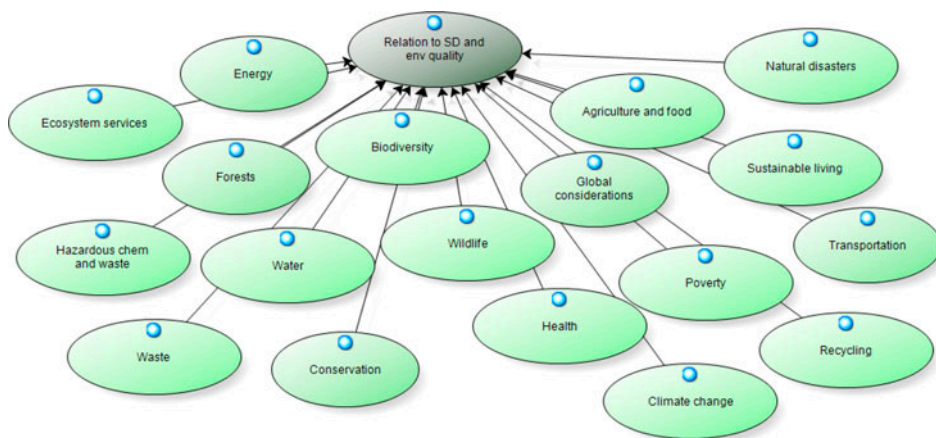 Relation to SD and
env quality
Energy
Natural disasters
Ecosystem services
Agriculture and food
Biodiversity
Sustainable living
Forests
Global
considerations
Hazardous chem
and waste
Water
Wildlife
Transportation
Poverty
Health
Waste
Recycling
Conservation
Climate change